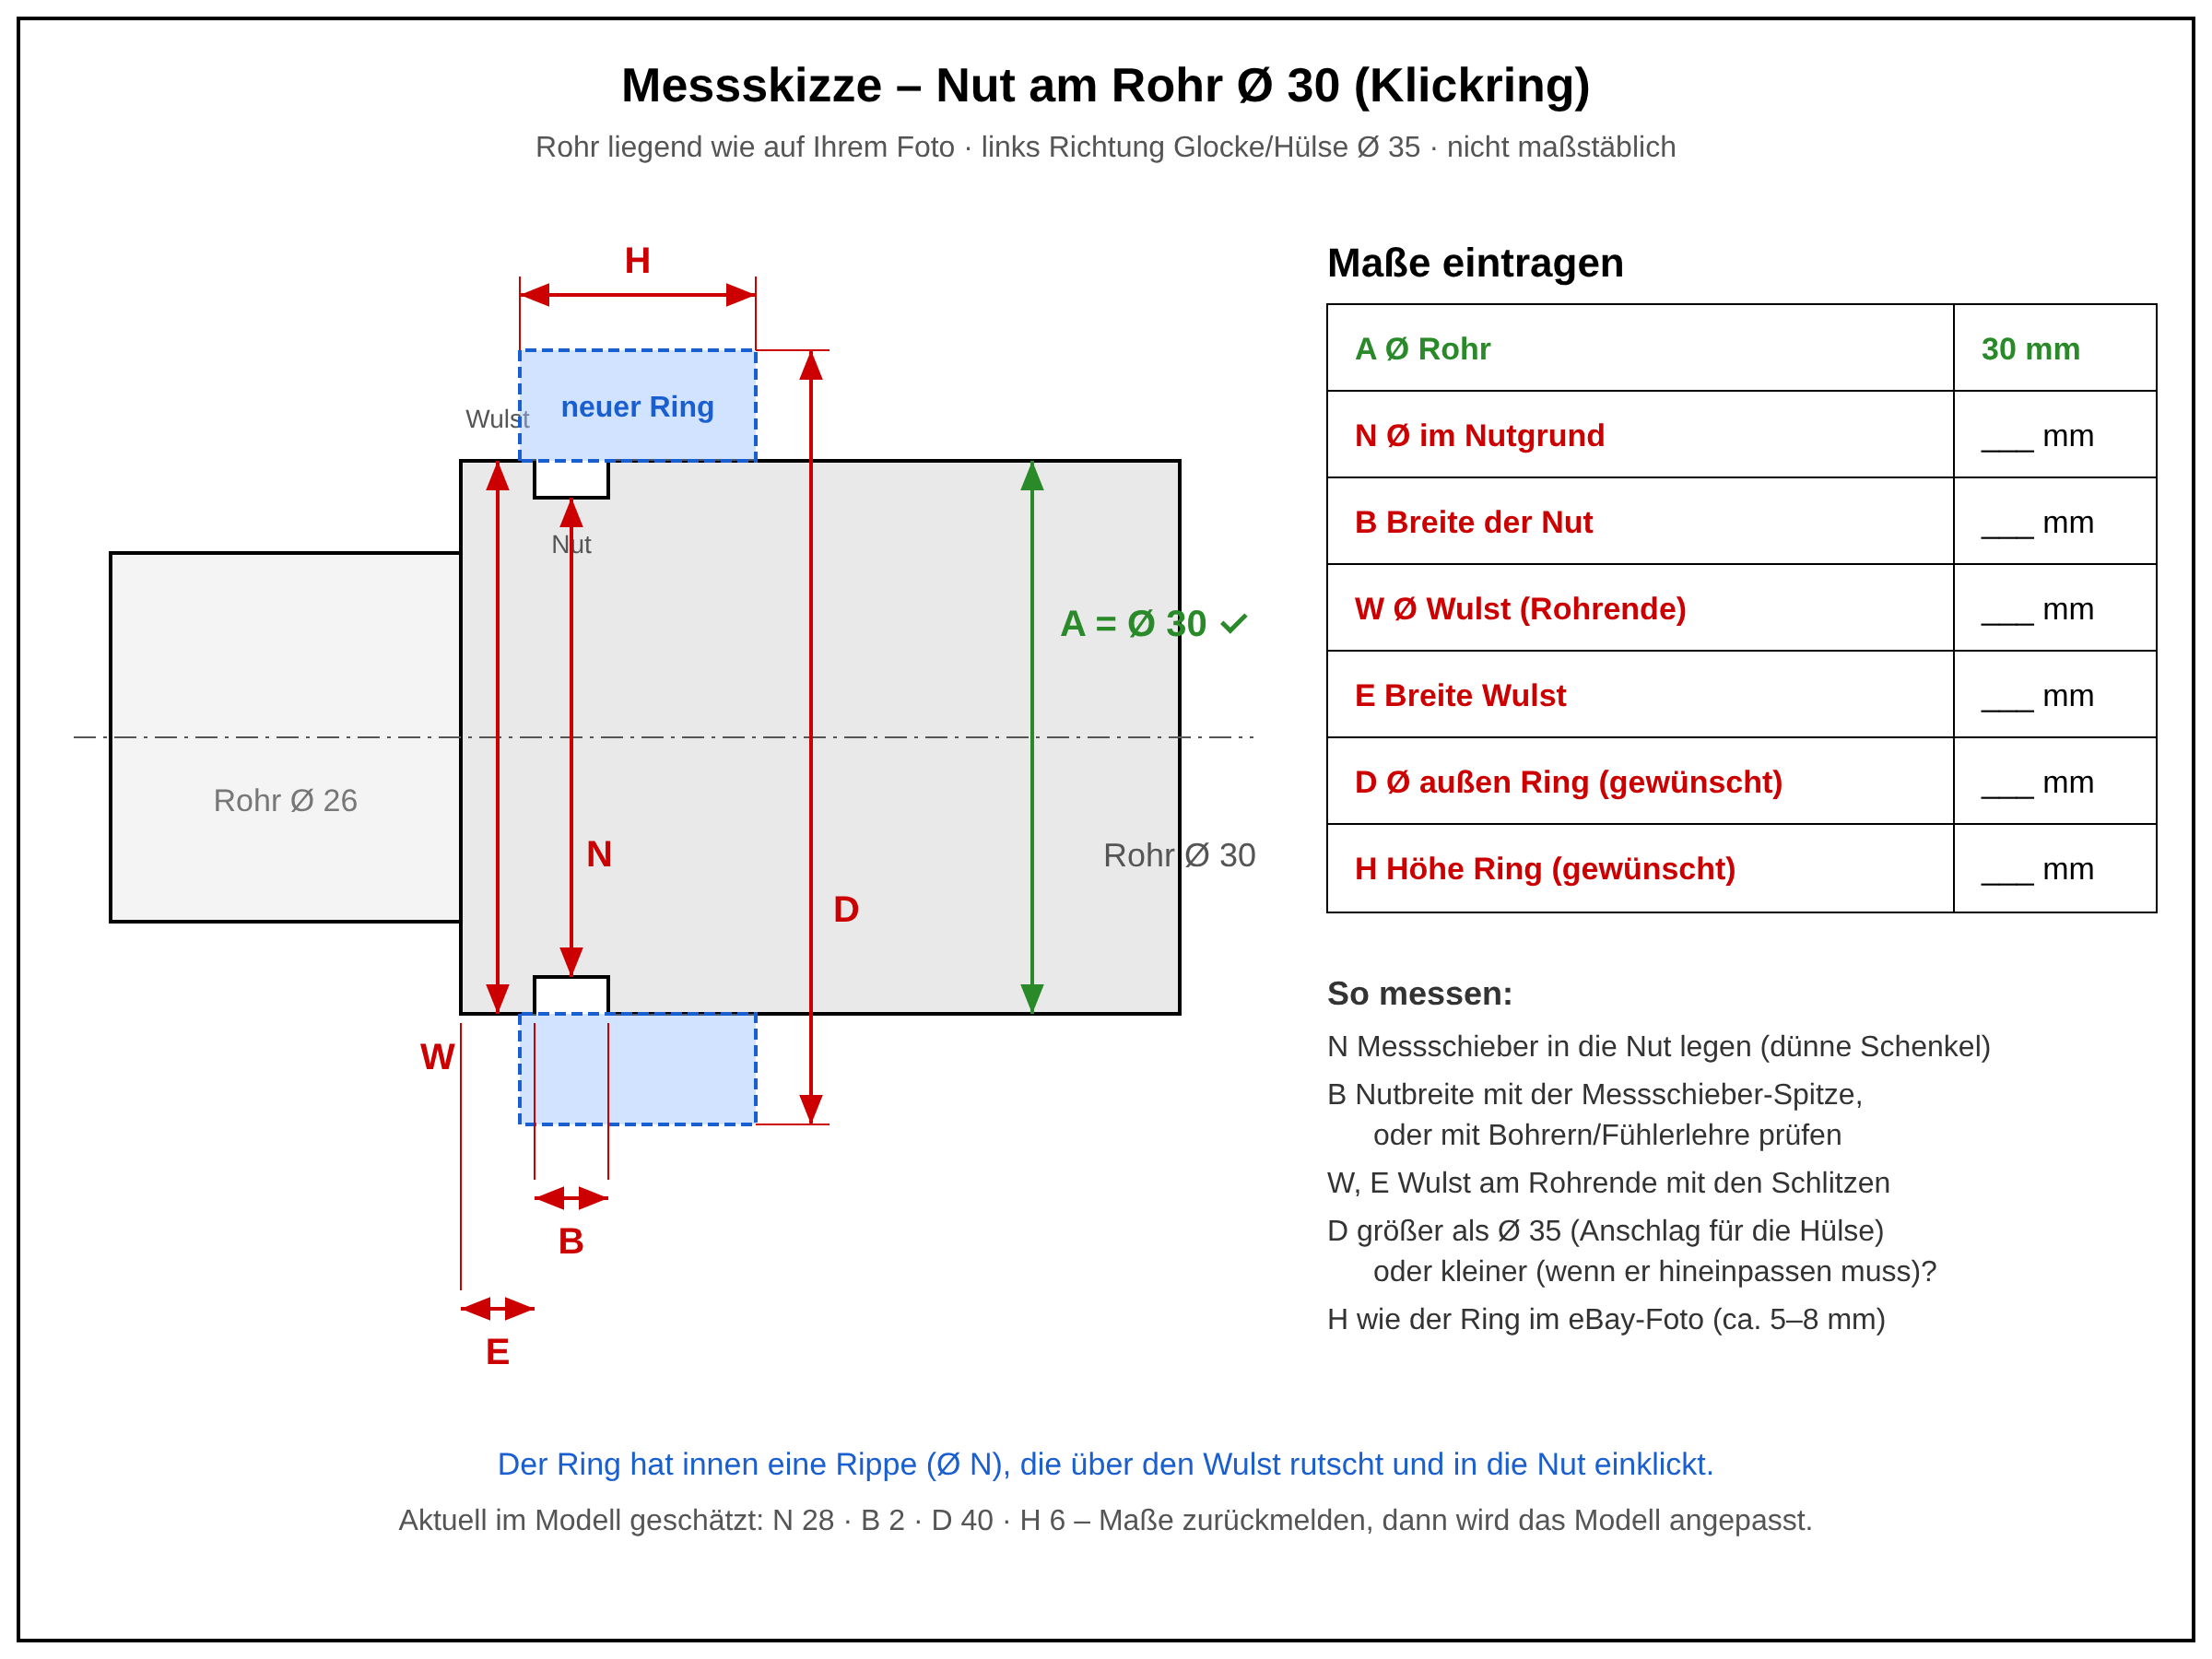 Messskizze – Nut am Rohr Ø 30 (Klickring)
Rohr liegend wie auf Ihrem Foto · links Richtung Glocke/Hülse Ø 35 · nicht maßstäblich
H
neuer Ring
Wulst
Nut
A = Ø 30 ✓
Rohr Ø 26
N
Rohr Ø 30
D
W
B
E
Maße eintragen
A Ø Rohr 30 mm
N Ø im Nutgrund ___ mm
B Breite der Nut ___ mm
W Ø Wulst (Rohrende) ___ mm
E Breite Wulst ___ mm
D Ø außen Ring (gewünscht) ___ mm
H Höhe Ring (gewünscht) ___ mm
So messen:
N Messschieber in die Nut legen (dünne Schenkel)
B Nutbreite mit der Messschieber-Spitze,
oder mit Bohrern/Fühlerlehre prüfen
W, E Wulst am Rohrende mit den Schlitzen
D größer als Ø 35 (Anschlag für die Hülse)
oder kleiner (wenn er hineinpassen muss)?
H wie der Ring im eBay-Foto (ca. 5–8 mm)
Der Ring hat innen eine Rippe (Ø N), die über den Wulst rutscht und in die Nut einklickt.
Aktuell im Modell geschätzt: N 28 · B 2 · D 40 · H 6 – Maße zurückmelden, dann wird das Modell angepasst.